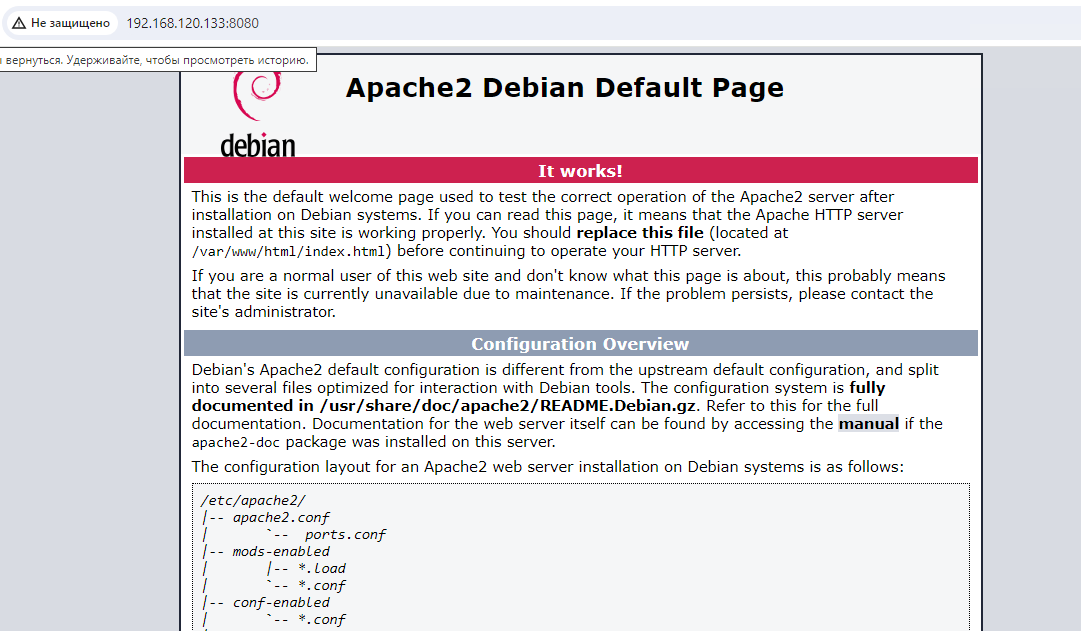 Не защищено 192.168.120.133:8080
вернуться. Удерживайте, чтобы просмотреть историю.
Apache2 Debian Default Page
debian
It works!
This is the default welcome page used to test the correct operation of the Apache2 server after
installation on Debian systems. If you can read this page, it means that the Apache HTTP server
installed at this site is working properly. You should replace this file (located at
/var/www/html/index.html) before continuing to operate your HTTP server.
If you are a normal user of this web site and don't know what this page is about, this probably means
that the site is currently unavailable due to maintenance. If the problem persists, please contact the
site's administrator.
Configuration Overview
Debian's Apache2 default configuration is different from the upstream default configuration, and split
into several files optimized for interaction with Debian tools. The configuration system is fully
documented in /usr/share/doc/apache2/README.Debian.gz. Refer to this for the full
documentation. Documentation for the web server itself can be found by accessing the manual if the
apache2-doc package was installed on this server.
The configuration layout for an Apache2 web server installation on Debian systems is as follows:
/etc/apache2/
|-- apache2.conf
|       `--  ports.conf
|-- mods-enabled
|       |-- *.load
|       `-- *.conf
|-- conf-enabled
|       `-- *.conf